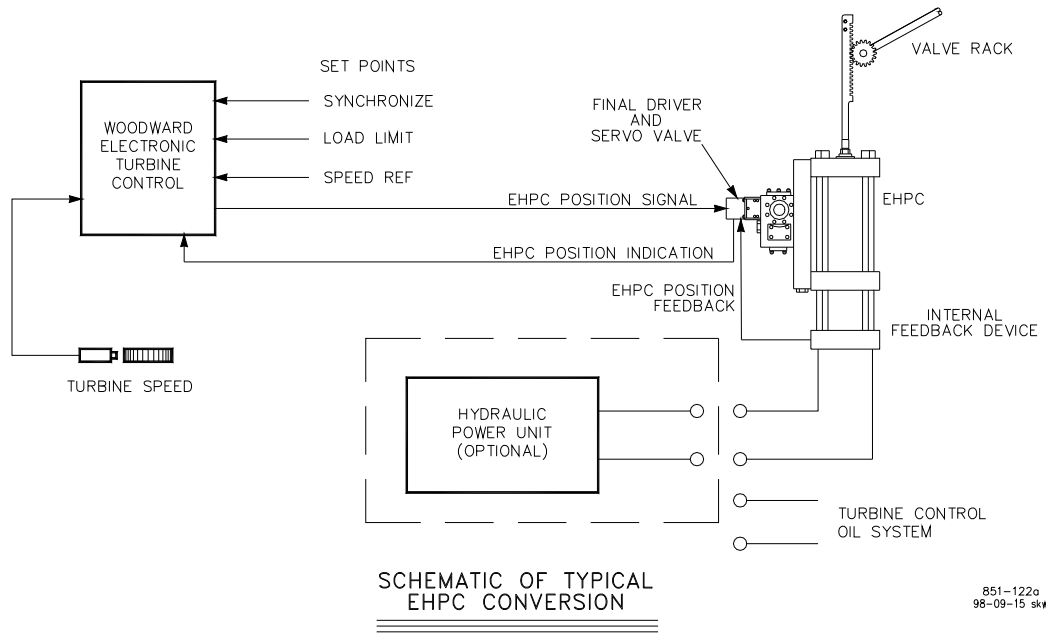 SET POINTS
SYNCHRONIZE
LOAD LIMIT
SPEED REF
WOODWARD
ELECTRONIC
TURBINE
CONTROL
EHPC POSITION SIGNAL
EHPC POSITION INDICATION
EHPC POSITION
FEEDBACK
FINAL DRIVER
AND
SERVO VALVE
VALVE RACK
EHPC
INTERNAL
FEEDBACK DEVICE
TURBINE SPEED
HYDRAULIC
POWER UNIT
(OPTIONAL)
TURBINE CONTROL
OIL SYSTEM
SCHEMATIC OF TYPICAL
EHPC CONVERSION
851-122a
98-09-15 skw